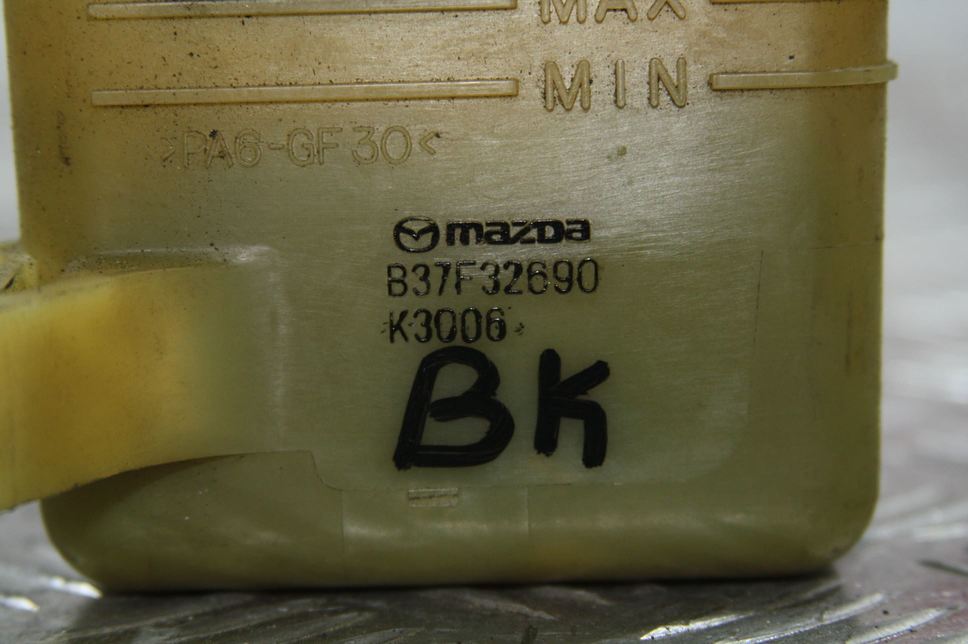 MAX
MIN
>PA6-GF30<
mazda
B37F32690
K3006
BK